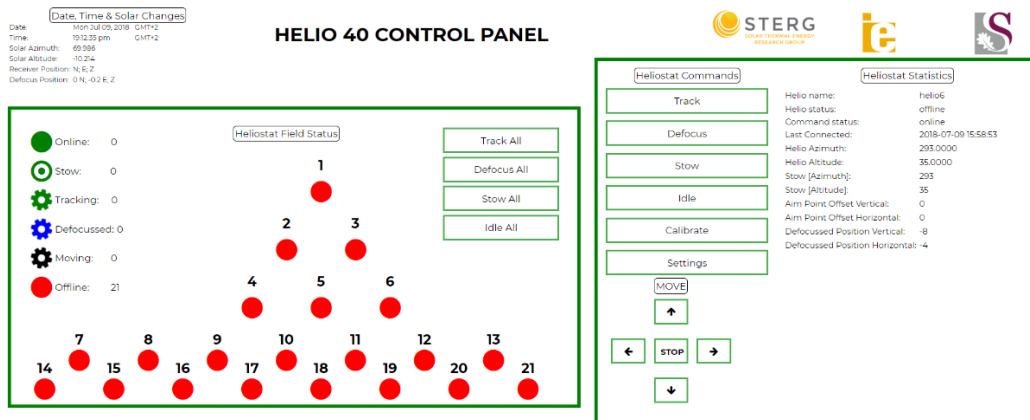 Date, Time & Solar Changes
Date: Mon Jul 09, 2018 GMT+2
Time: 19:12:35 pm GMT+2
Solar Azimuth: 69.986
Solar Altitude: -10.214
Receiver Position: N; E; Z
Defocus Position: 0 N; -0.2 E; Z
HELIO 40 CONTROL PANEL
STERG
SOLAR THERMAL ENERGY
RESEARCH GROUP
ie
S
Heliostat Field Status
Online: 0
Stow: 0
Tracking: 0
Defocussed: 0
Moving: 0
Offline: 21
Track All
Defocus All
Stow All
Idle All
1
2 3
4 5 6
7 8 9 10 11 12 13
14 15 16 17 18 19 20 21
Heliostat Commands
Track
Defocus
Stow
Idle
Calibrate
Settings
MOVE
STOP
Heliostat Statistics
Helio name: helio6
Helio status: offline
Command status: online
Last Connected: 2018-07-09 15:58:53
Helio Azimuth: 293.0000
Helio Altitude: 35.0000
Stow [Azimuth]: 293
Stow [Altitude]: 35
Aim Point Offset Vertical: 0
Aim Point Offset Horizontal: 0
Defocussed Position Vertical: -8
Defocussed Position Horizontal: -4